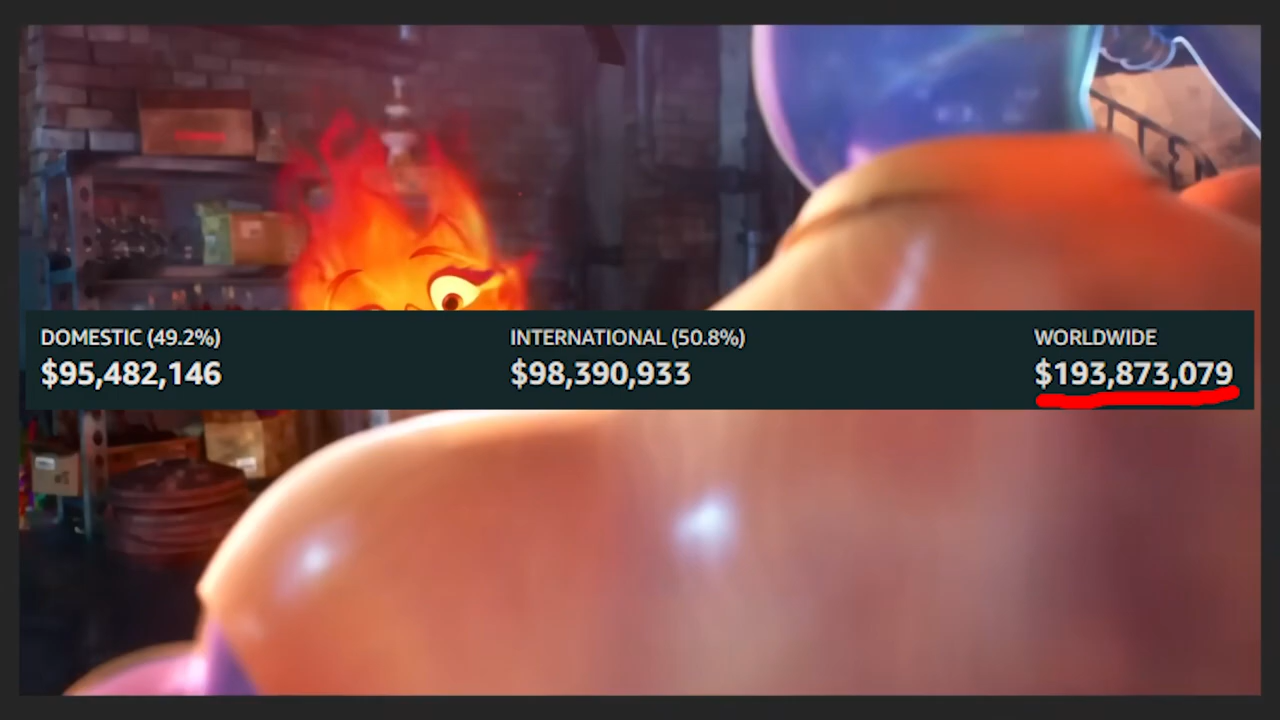 DOMESTIC (49.2%)
$95,482,146
INTERNATIONAL (50.8%)
$98,390,933
WORLDWIDE
$193,873,079